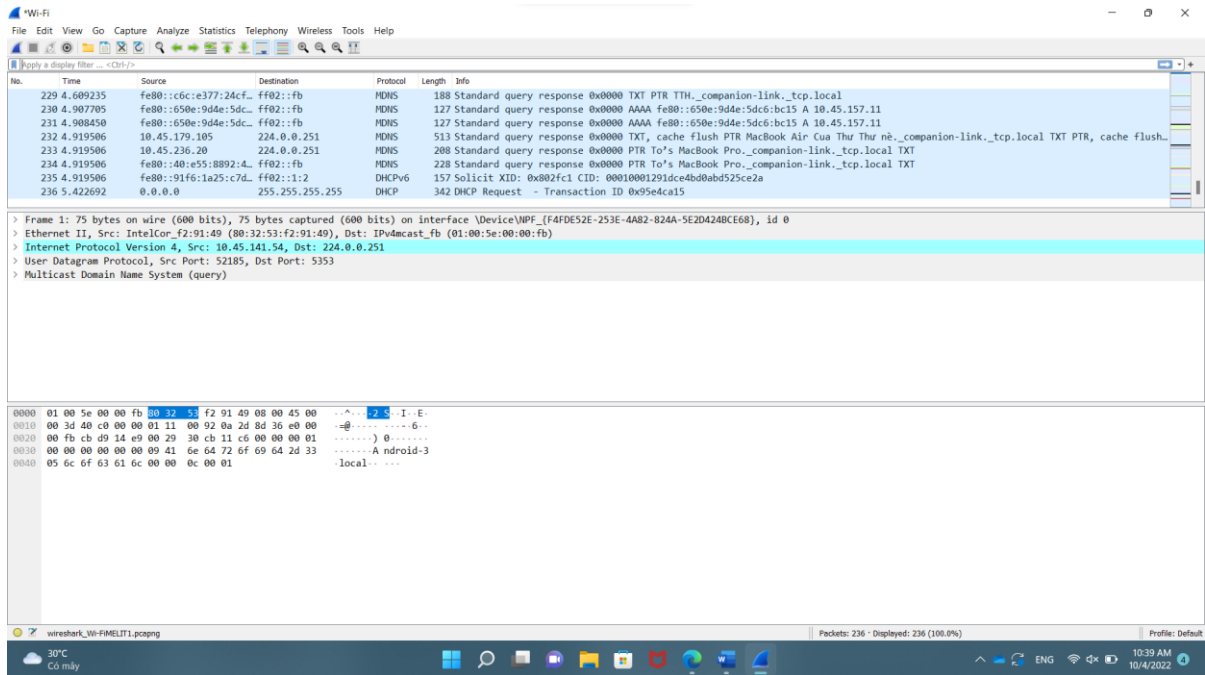 *Wi-Fi
File Edit View Go Capture Analyze Statistics Telephony Wireless Tools Help
Apply a display filter ... <Ctrl-/>
No. Time Source Destination Protocol Length Info
229 4.609235 fe80::c6c:e377:24cf… ff02::fb MDNS 188 Standard query response 0x0000 TXT PTR TTH._companion-link._tcp.local
230 4.907705 fe80::650e:9d4e:5dc… ff02::fb MDNS 127 Standard query response 0x0000 AAAA fe80::650e:9d4e:5dc6:bc15 A 10.45.157.11
231 4.908450 fe80::650e:9d4e:5dc… ff02::fb MDNS 127 Standard query response 0x0000 AAAA fe80::650e:9d4e:5dc6:bc15 A 10.45.157.11
232 4.919506 10.45.179.105 224.0.0.251 MDNS 513 Standard query response 0x0000 TXT, cache flush PTR MacBook Air Cua Thư Thư nè._companion-link._tcp.local TXT PTR, cache flush…
233 4.919506 10.45.236.20 224.0.0.251 MDNS 208 Standard query response 0x0000 PTR To's MacBook Pro._companion-link._tcp.local TXT
234 4.919506 fe80::40:e55:8892:4… ff02::fb MDNS 228 Standard query response 0x0000 PTR To's MacBook Pro._companion-link._tcp.local TXT
235 4.919506 fe80::91f6:1a25:c7d… ff02::1:2 DHCPv6 157 Solicit XID: 0x802fc1 CID: 00010001291dce4bd0abd525ce2a
236 5.422692 0.0.0.0 255.255.255.255 DHCP 342 DHCP Request - Transaction ID 0x95e4ca15
> Frame 1: 75 bytes on wire (600 bits), 75 bytes captured (600 bits) on interface \Device\NPF_{F4FDE52E-253E-4A82-824A-5E2D424BCE68}, id 0
> Ethernet II, Src: IntelCor_f2:91:49 (80:32:53:f2:91:49), Dst: IPv4mcast_fb (01:00:5e:00:00:fb)
> Internet Protocol Version 4, Src: 10.45.141.54, Dst: 224.0.0.251
> User Datagram Protocol, Src Port: 52185, Dst Port: 5353
> Multicast Domain Name System (query)
0000 01 00 5e 00 00 fb 80 32 53 f2 91 49 08 00 45 00 ··^····2 S··I··E·
0010 00 3d 40 c0 00 00 01 11 00 92 0a 2d 8d 36 e0 00 ·=@····· ···-·6··
0020 00 fb cb d9 14 e9 00 29 30 cb 11 c6 00 00 00 01 ·······) 0·······
0030 00 00 00 00 00 00 09 41 6e 64 72 6f 69 64 2d 33 ·······A ndroid-3
0040 05 6c 6f 63 61 6c 00 00 0c 00 01 ·local·· ···
wireshark_Wi-FiMELIT1.pcapng Packets: 236 · Displayed: 236 (100.0%) Profile: Default
30°C
Có mây
ENG
10:39 AM
10/4/2022
4